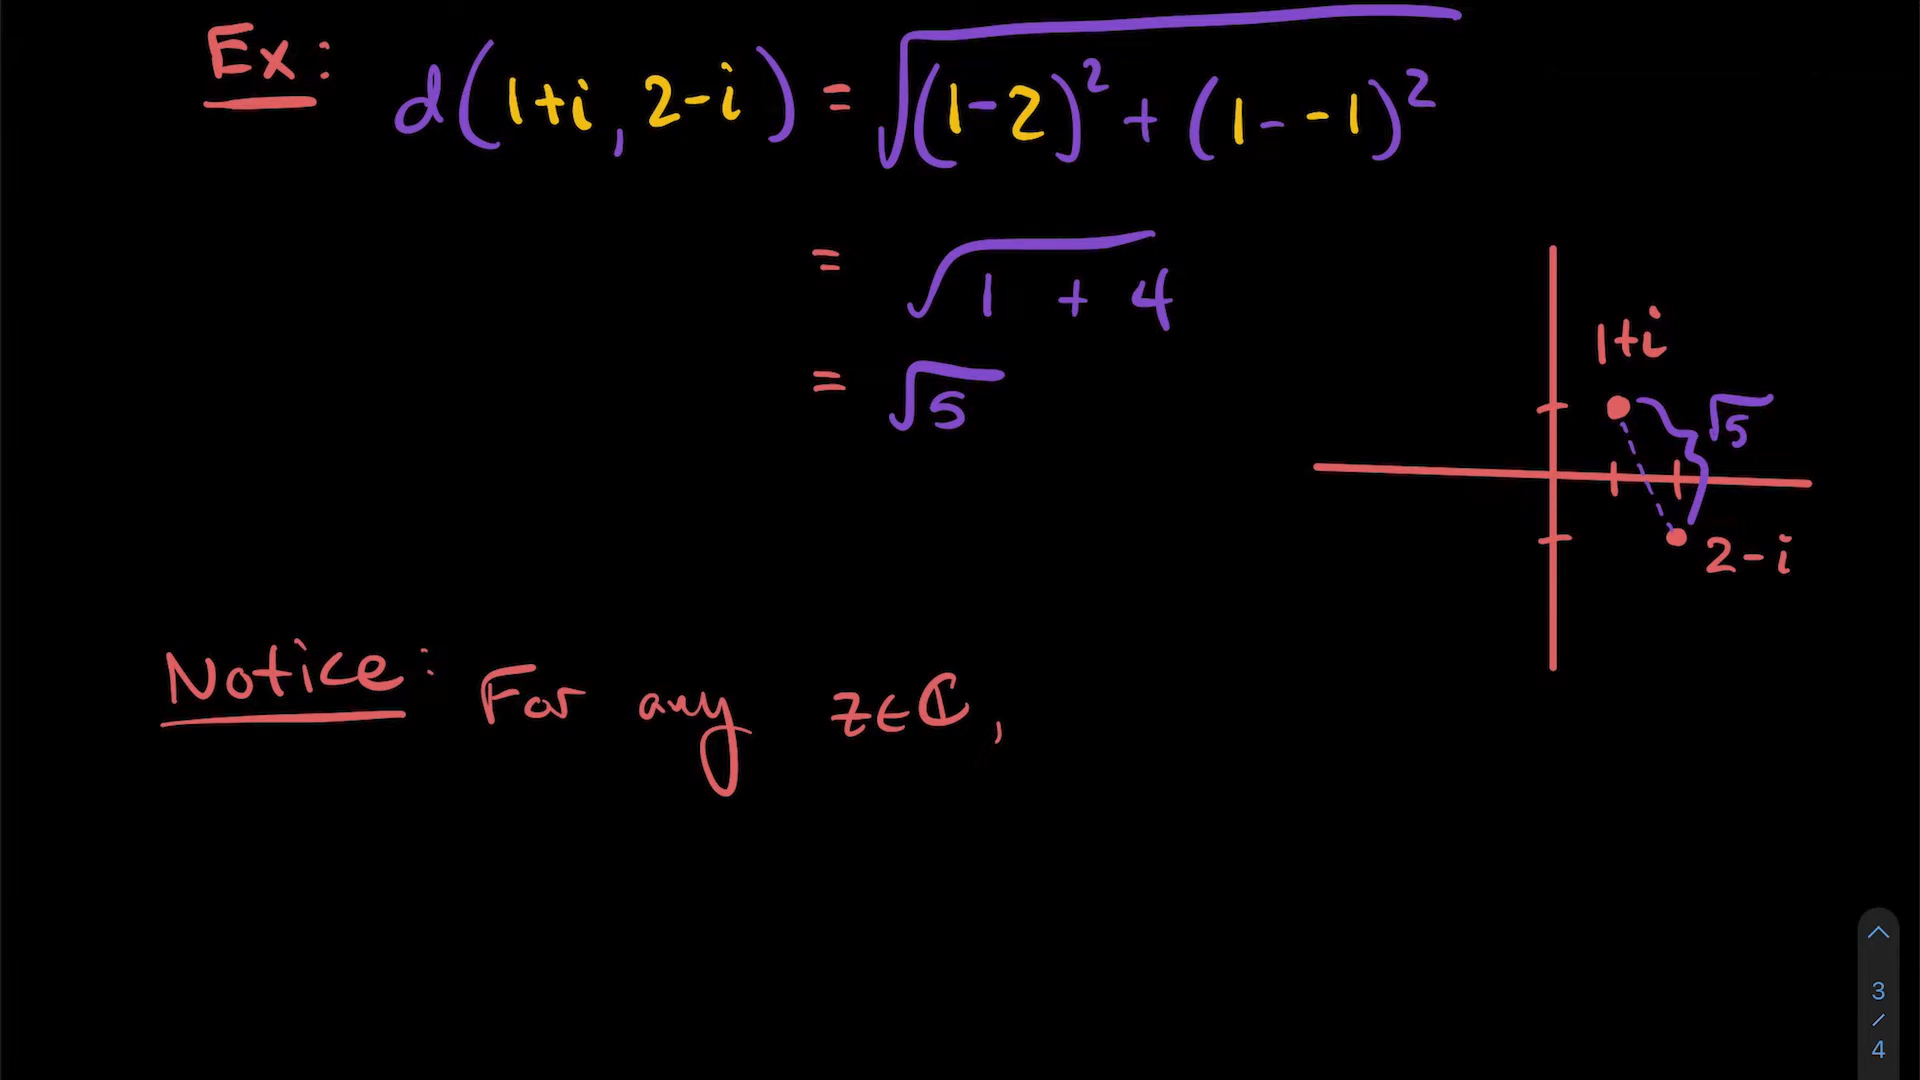 Ex: d(1+i, 2-i) = √((1-2)² + (1- -1)²)
= √(1 + 4)
= √5
1+i
√5
2-i
Notice: For any z∈ℂ,
3
/
4